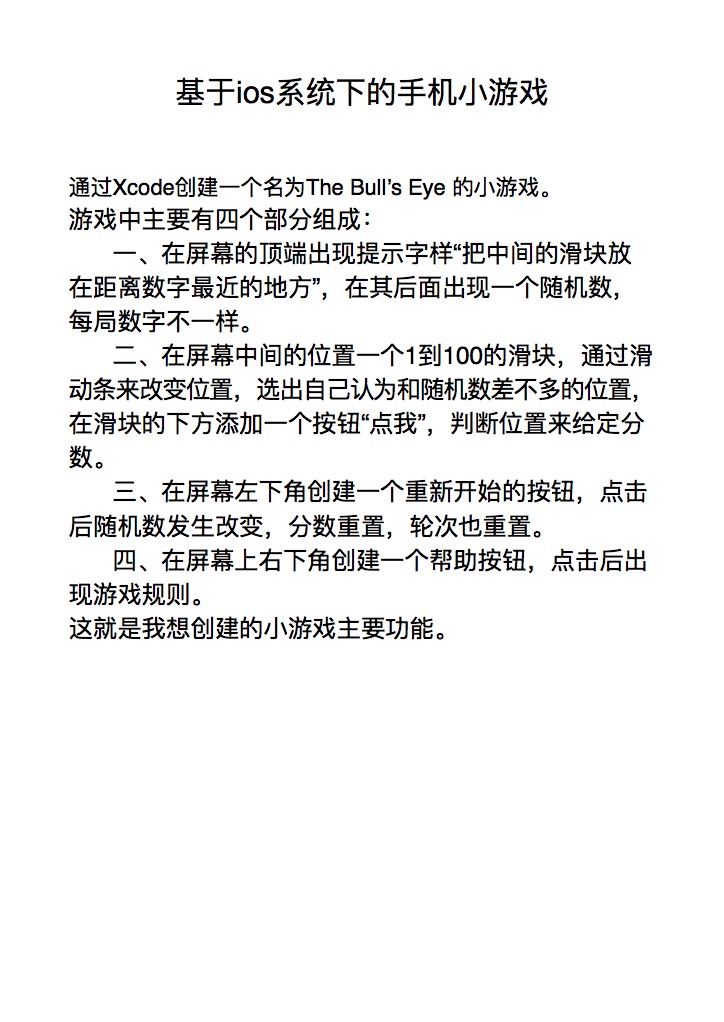 基于ios系统下的手机小游戏
通过Xcode创建一个名为The Bull’s Eye 的小游戏。
游戏中主要有四个部分组成：
一、在屏幕的顶端出现提示字样“把中间的滑块放
在距离数字最近的地方”，在其后面出现一个随机数，
每局数字不一样。
二、在屏幕中间的位置一个1到100的滑块，通过滑
动条来改变位置，选出自己认为和随机数差不多的位置，
在滑块的下方添加一个按钮“点我”，判断位置来给定分
数。
三、在屏幕左下角创建一个重新开始的按钮，点击
后随机数发生改变，分数重置，轮次也重置。
四、在屏幕上右下角创建一个帮助按钮，点击后出
现游戏规则。
这就是我想创建的小游戏主要功能。